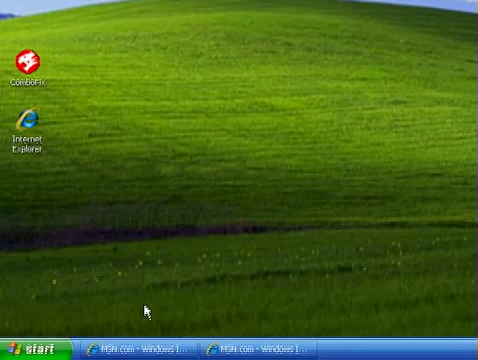 ComboFix
Internet
Explorer
start
MSN.com - Windows I...
MSN.com - Windows I...